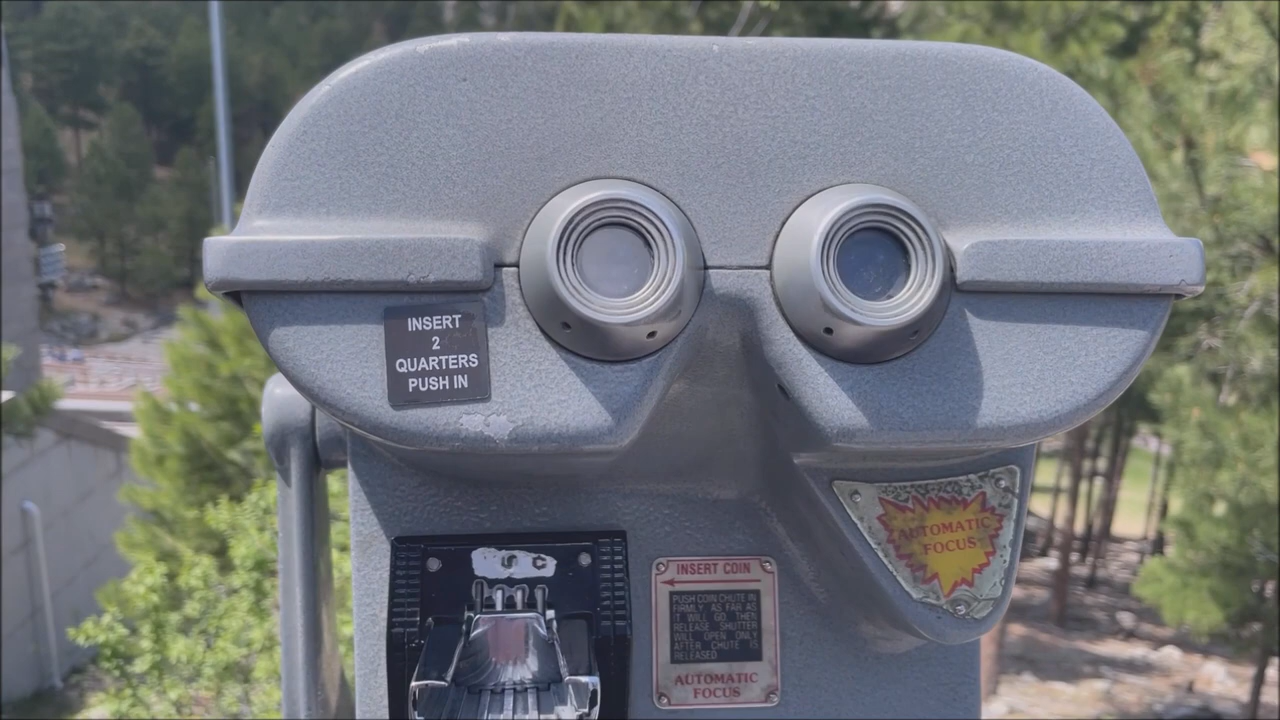 INSERT
2
QUARTERS
PUSH IN
AUTOMATIC
FOCUS
INSERT COIN
PUSH COIN CHUTE IN
FIRMLY AS FAR AS
IT WILL GO. THEN
RELEASE SHUTTER
WILL OPEN ONLY
AFTER CHUTE IS
RELEASED
AUTOMATIC
FOCUS